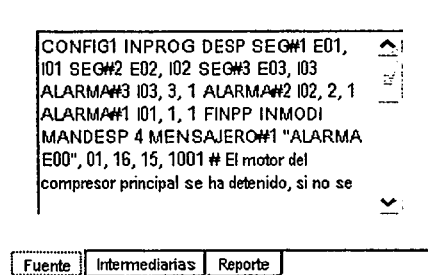 CONFIG1 INPROG DESP SEG#1 E01,
I01 SEG#2 E02, I02 SEG#3 E03, I03
ALARMA#3 I03, 3, 1 ALARMA#2 I02, 2, 1
ALARMA#1 I01, 1, 1 FINPP INMODI
MANDESP 4 MENSAJERO#1 "ALARMA
E00", 01, 16, 15, 1001 # El motor del
compresor principal se ha detenido, si no se
Fuente Intermediarias Reporte